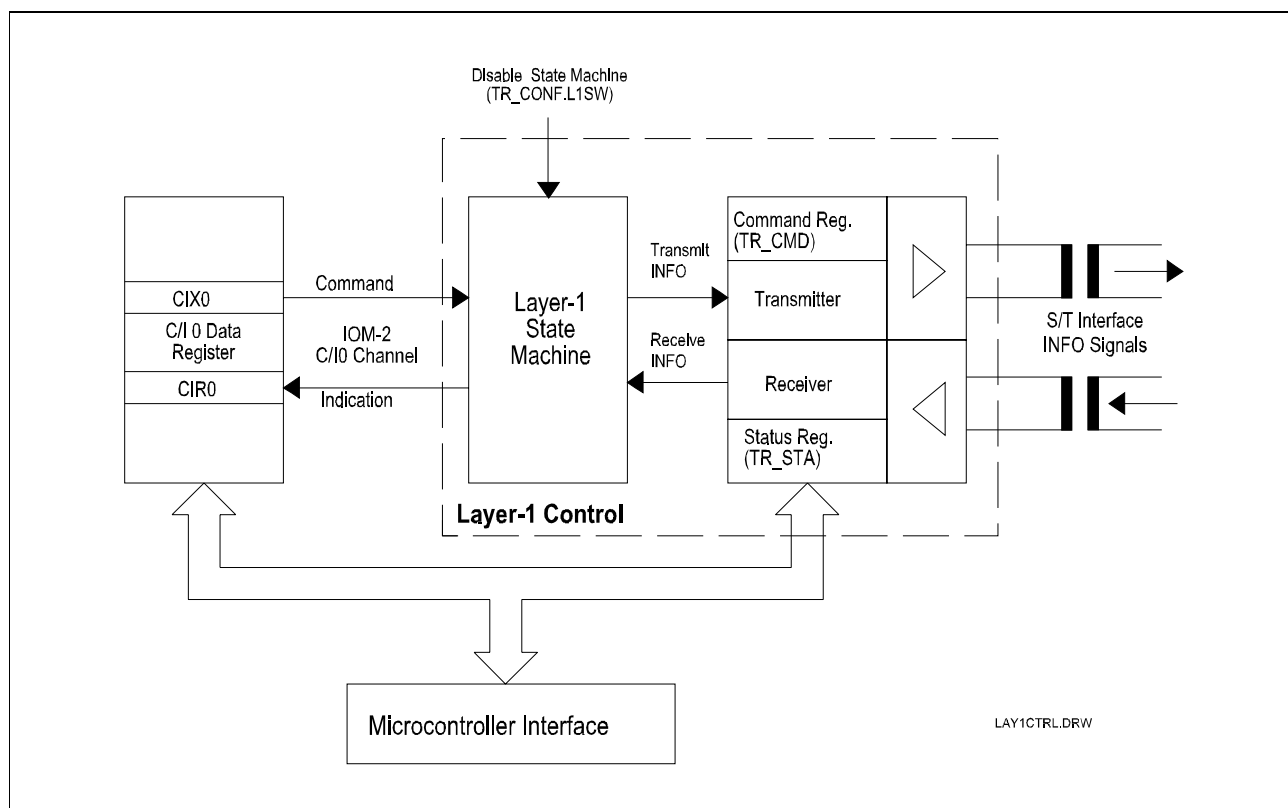 Disable State Machine
(TR_CONF.L1SW)
CIX0
C/I 0 Data
Register
CIR0
Command
IOM-2
C/I0 Channel
Indication
Layer-1
State
Machine
Transmit
INFO
Receive
INFO
Command Reg.
(TR_CMD)
Transmitter
Receiver
Status Reg.
(TR_STA)
S/T Interface
INFO Signals
Layer-1 Control
Microcontroller Interface
LAY1CTRL.DRW